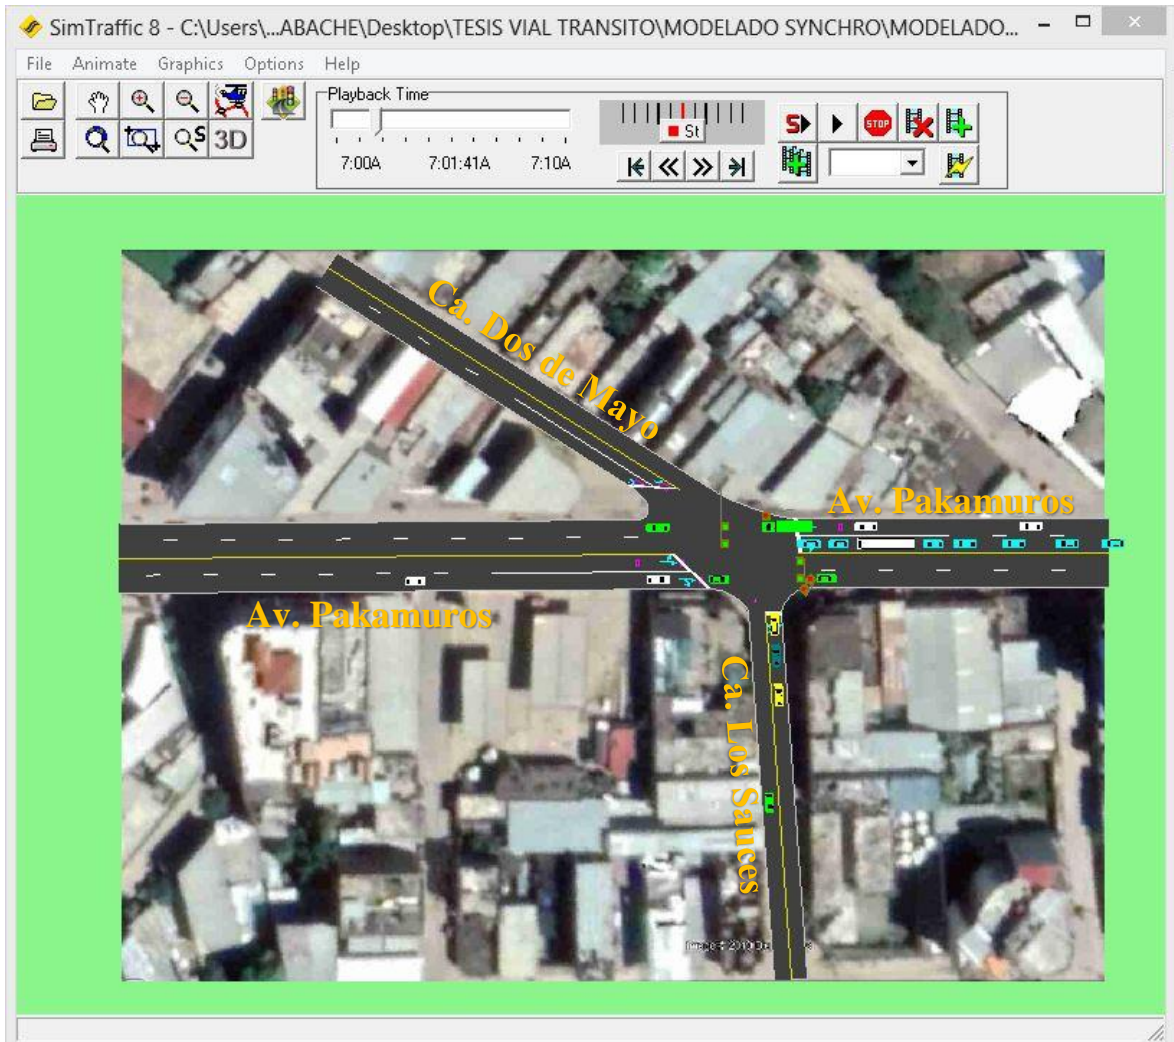 SimTraffic 8 - C:\Users\...ABACHE\Desktop\TESIS VIAL TRANSITO\MODELADO SYNCHRO\MODELADO...
File Animate Graphics Options Help
Playback Time
St
S
STOP
S 3D
7:00A 7:01:41A 7:10A
Ca. Dos de Mayo
Av. Pakamuros
Av. Pakamuros
Ca. Los Sauces